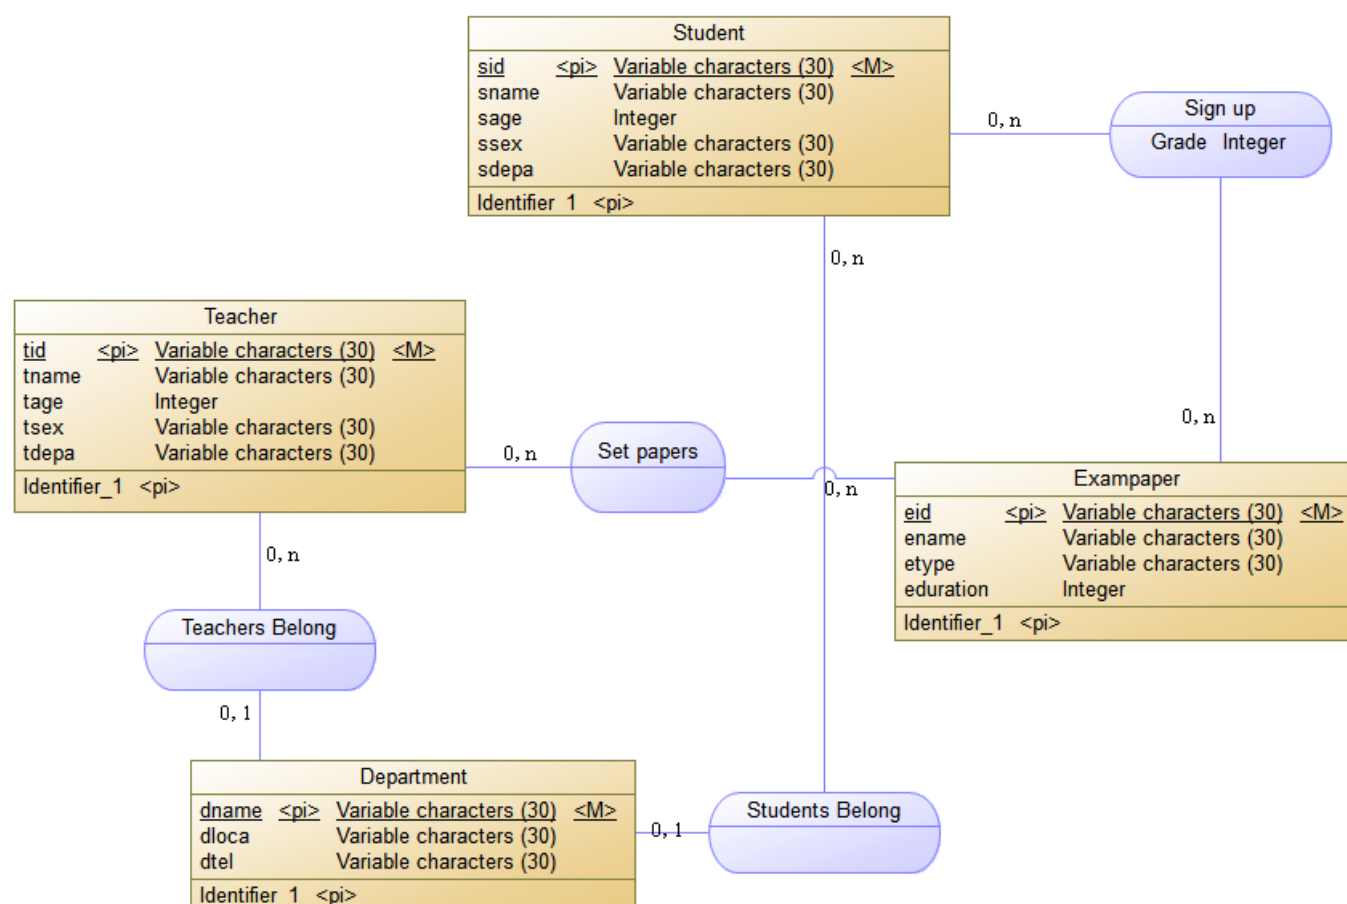 Student
sid <pi> Variable characters (30) <M>
sname Variable characters (30)
sage Integer
ssex Variable characters (30)
sdepa Variable characters (30)
Identifier_1 <pi>
0,n
Sign up
Grade Integer
0,n
0,n
Teacher
tid <pi> Variable characters (30) <M>
tname Variable characters (30)
tage Integer
tsex Variable characters (30)
tdepa Variable characters (30)
Identifier_1 <pi>
0,n
Set papers
0,n
Exampaper
eid <pi> Variable characters (30) <M>
ename Variable characters (30)
etype Variable characters (30)
eduration Integer
Identifier_1 <pi>
0,n
Teachers Belong
0,1
Department
dname <pi> Variable characters (30) <M>
dloca Variable characters (30)
dtel Variable characters (30)
Identifier_1 <pi>
0,1
Students Belong